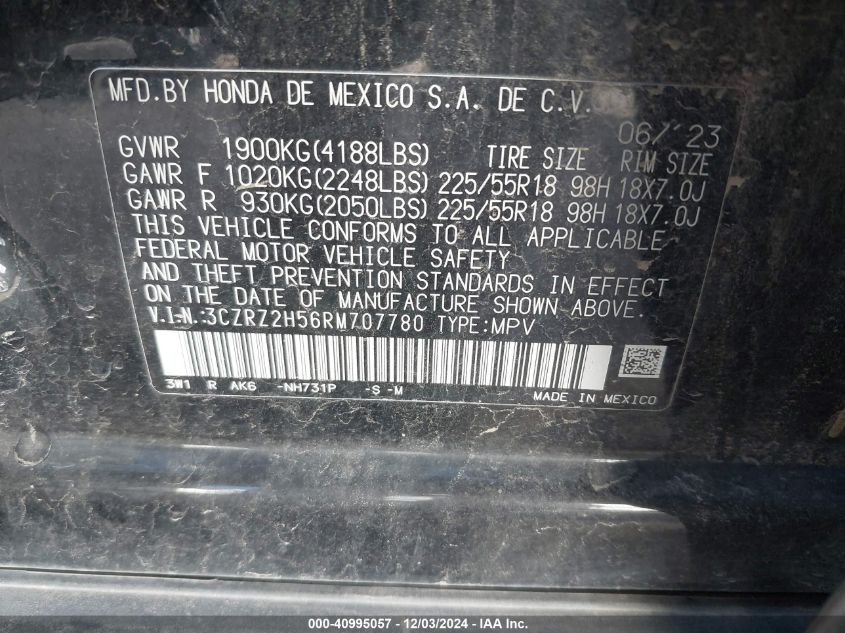 MFD.BY HONDA DE MEXICO S.A. DE C.V.
06/'23
GVWR 1900KG(4188LBS) TIRE SIZE RIM SIZE
GAWR F 1020KG(2248LBS) 225/55R18 98H 18X7.0J
GAWR R 930KG(2050LBS) 225/55R18 98H 18X7.0J
THIS VEHICLE CONFORMS TO ALL APPLICABLE
FEDERAL MOTOR VEHICLE SAFETY
AND THEFT PREVENTION STANDARDS IN EFFECT
ON THE DATE OF MANUFACTURE SHOWN ABOVE.
V.I.N.:3CZRZ2H56RM707780 TYPE:MPV
3W1 R AK6 -NH731P -S -M
MADE IN MEXICO
000-40995057 - 12/03/2024 - IAA Inc.